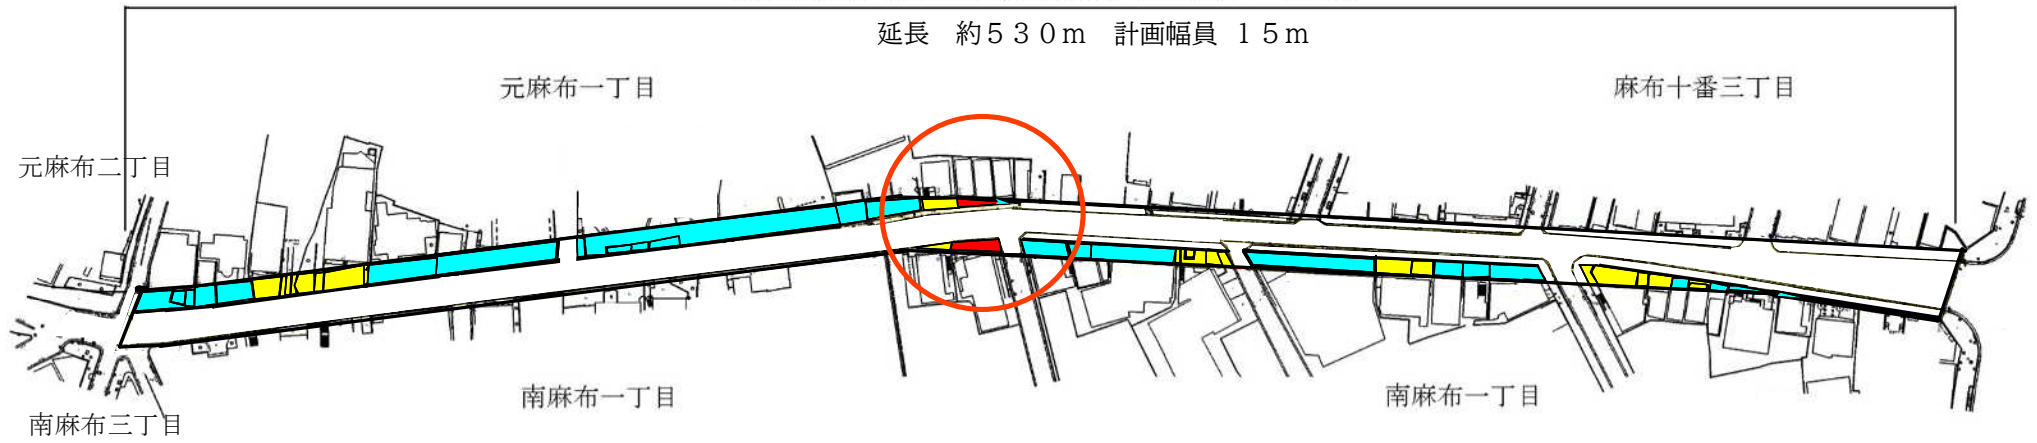 延長 約５３０ｍ 計画幅員 １５ｍ
元麻布一丁目
麻布十番三丁目
元麻布二丁目
南麻布一丁目
南麻布一丁目
南麻布三丁目